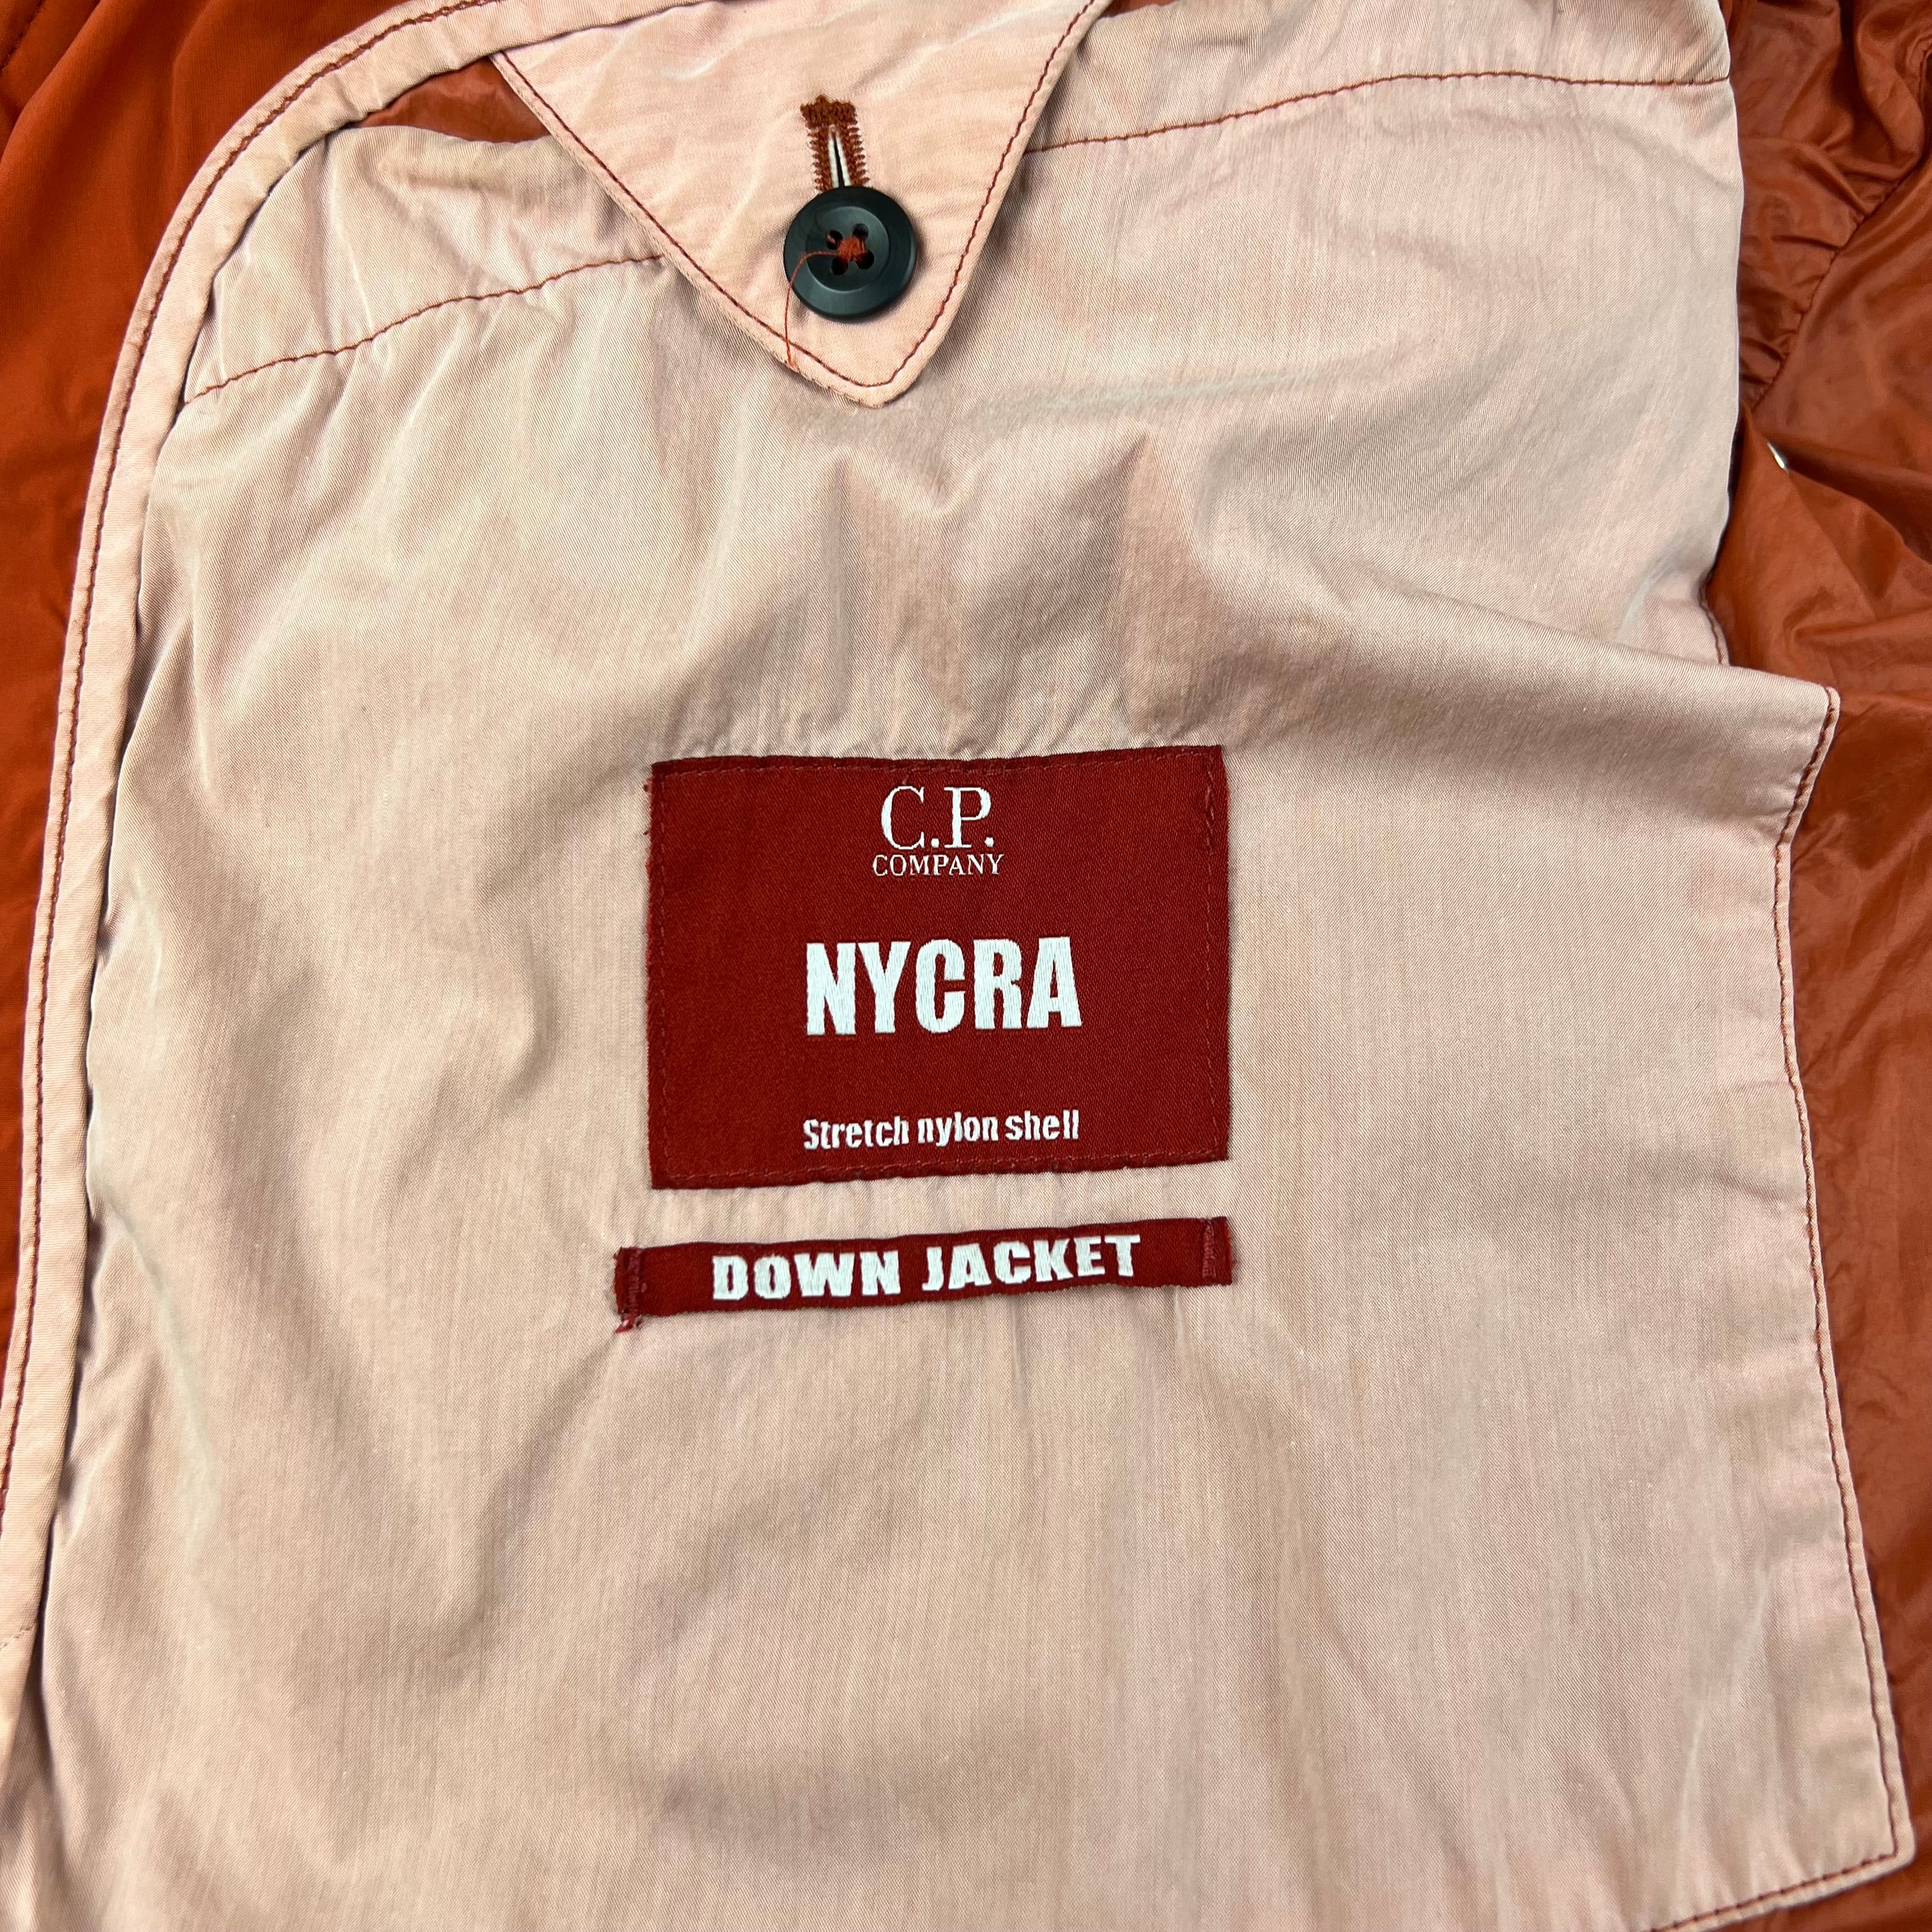 C.P.
COMPANY
NYCRA
Stretch nylon shell
DOWN JACKET